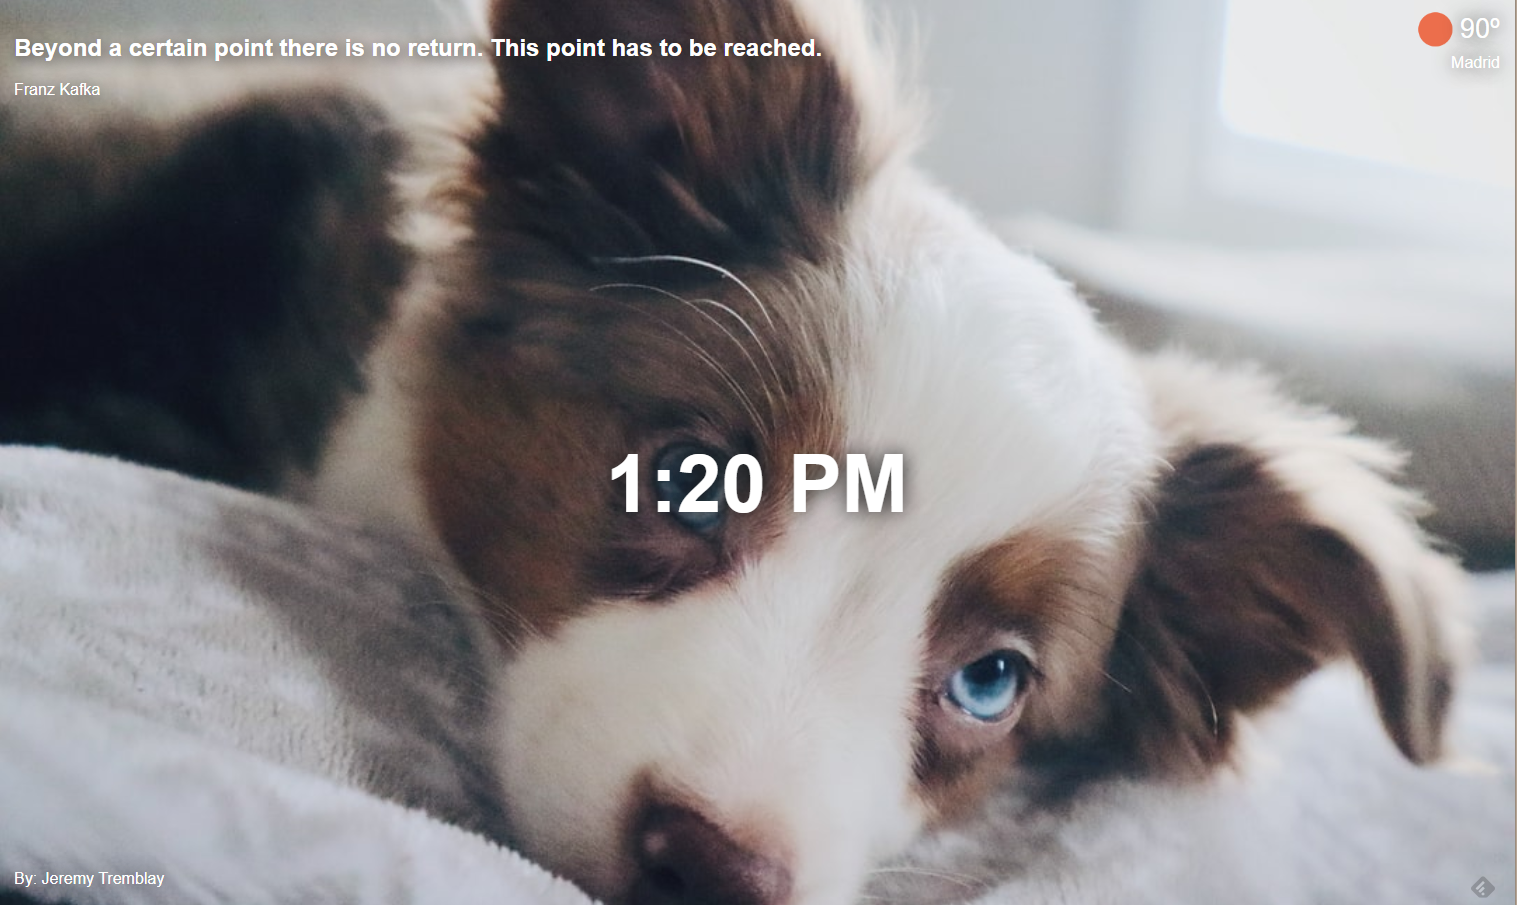 Beyond a certain point there is no return. This point has to be reached.
Franz Kafka
90º
Madrid
1:20 PM
By: Jeremy Tremblay